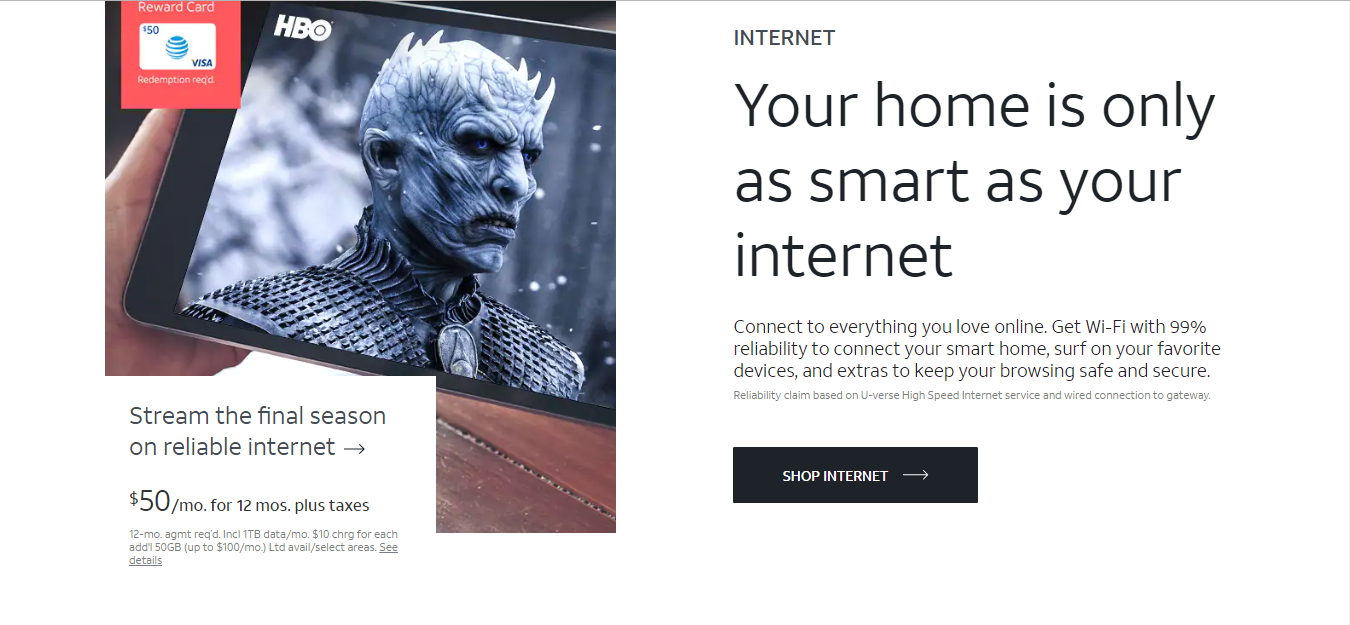 Reward Card
$50
VISA
Redemption req'd.
HBO
Stream the final season
on reliable internet →
$50/mo. for 12 mos. plus taxes
12-mo. agmt req'd. Incl 1TB data/mo. $10 chrg for each
add'l 50GB (up to $100/mo.) Ltd avail/select areas. See
details
INTERNET
Your home is only
as smart as your
internet
Connect to everything you love online. Get Wi-Fi with 99%
reliability to connect your smart home, surf on your favorite
devices, and extras to keep your browsing safe and secure.
Reliability claim based on U-verse High Speed Internet service and wired connection to gateway.
SHOP INTERNET →